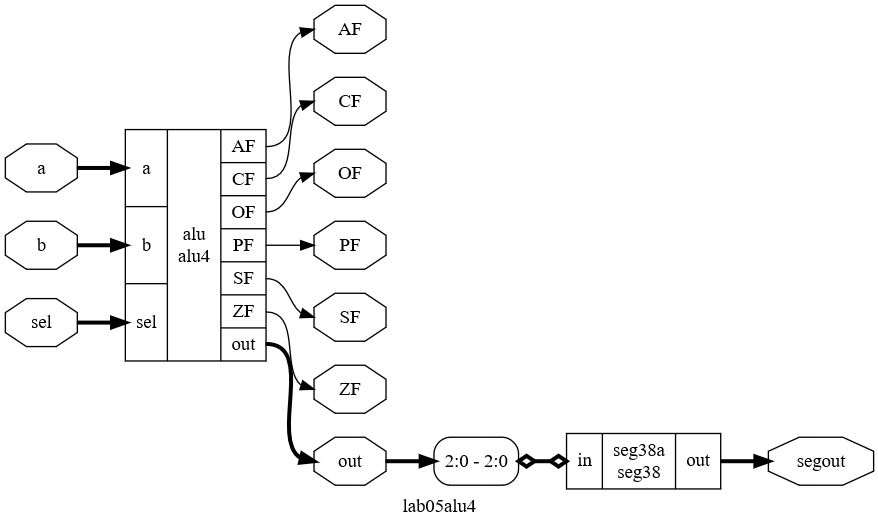 AF
CF
OF
PF
SF
ZF
a
b
sel
a
b
sel
alu
alu4
AF
CF
OF
PF
SF
ZF
out
out
2:0 - 2:0
in
seg38a
seg38
out
segout
lab05alu4